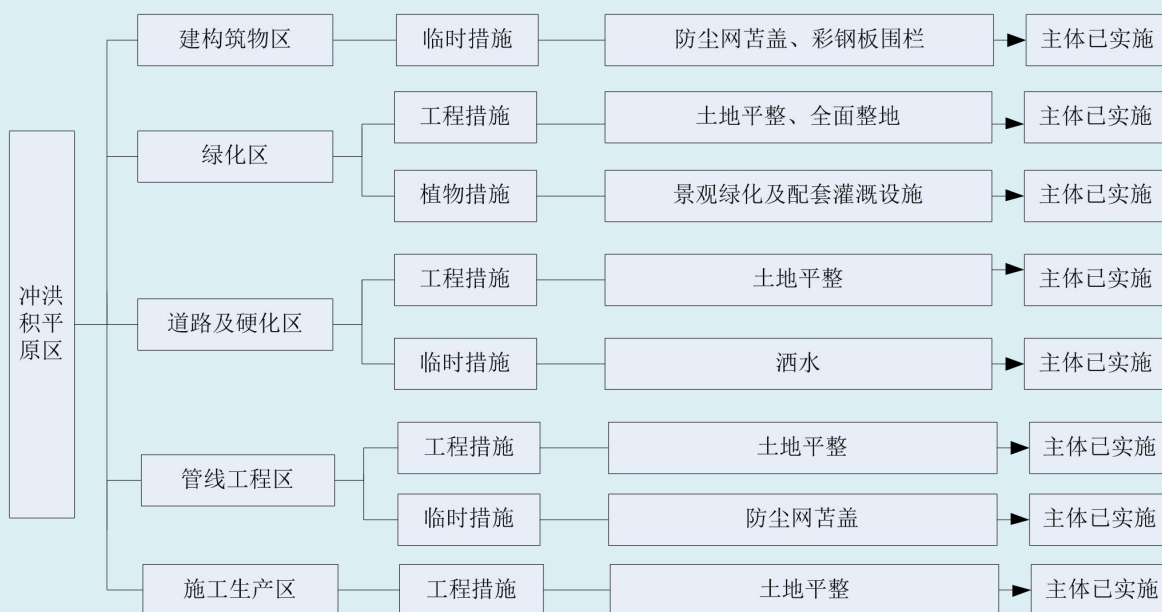 冲洪
积平
原区
建构筑物区
临时措施
防尘网苫盖、彩钢板围栏
主体已实施
绿化区
工程措施
土地平整、全面整地
主体已实施
植物措施
景观绿化及配套灌溉设施
主体已实施
道路及硬化区
工程措施
土地平整
主体已实施
临时措施
洒水
主体已实施
管线工程区
工程措施
土地平整
主体已实施
临时措施
防尘网苫盖
主体已实施
施工生产区
工程措施
土地平整
主体已实施